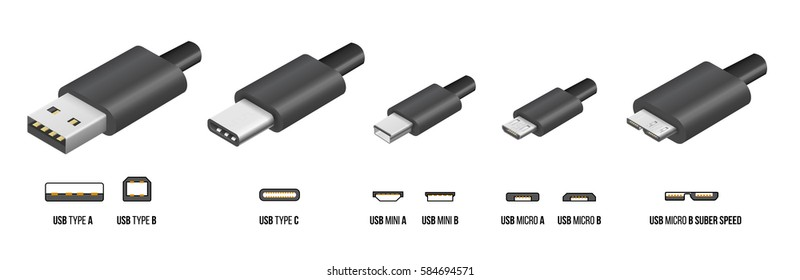 USB TYPE A
USB TYPE B
USB TYPE C
USB MINI A
USB MINI B
USB MICRO A
USB MICRO B
USB MICRO B SUBER SPEED
shutterstock.com · 584694571